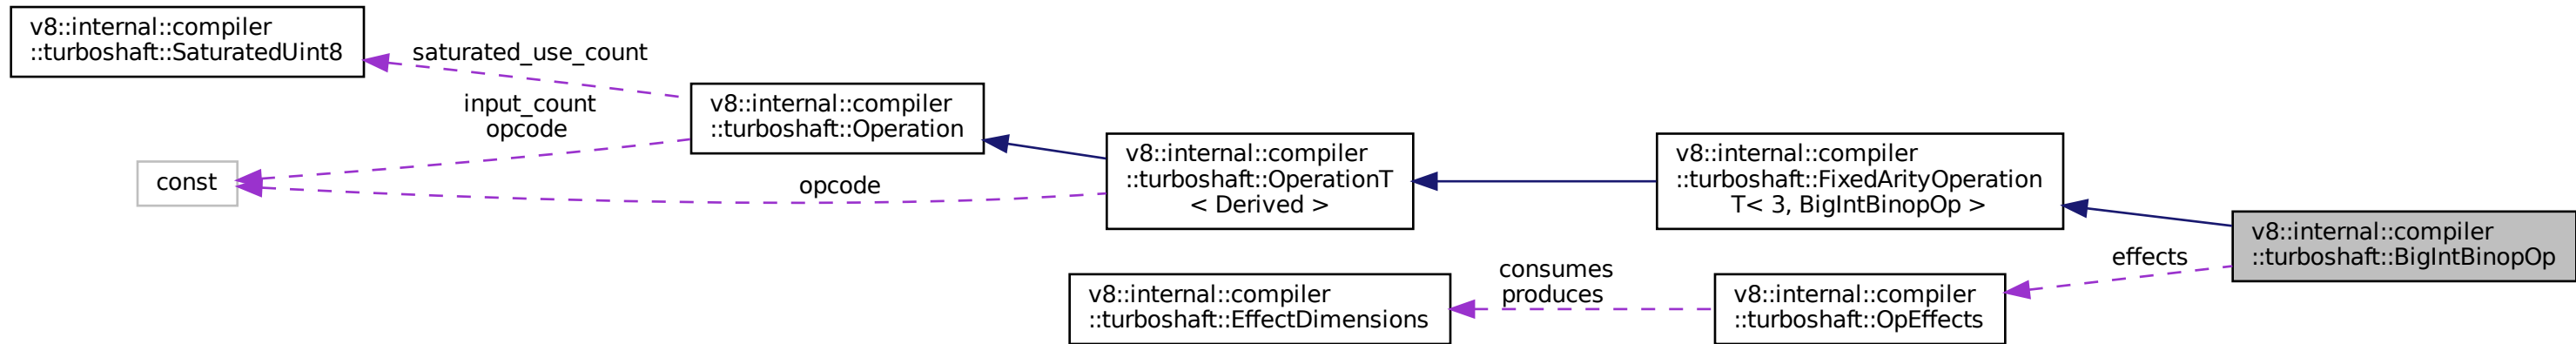 v8::internal::compiler
::turboshaft::SaturatedUint8
saturated_use_count
input_count
opcode
const
v8::internal::compiler
::turboshaft::Operation
opcode
v8::internal::compiler
::turboshaft::OperationT
< Derived >
v8::internal::compiler
::turboshaft::EffectDimensions
consumes
produces
v8::internal::compiler
::turboshaft::FixedArityOperation
T< 3, BigIntBinopOp >
v8::internal::compiler
::turboshaft::OpEffects
effects
v8::internal::compiler
::turboshaft::BigIntBinopOp